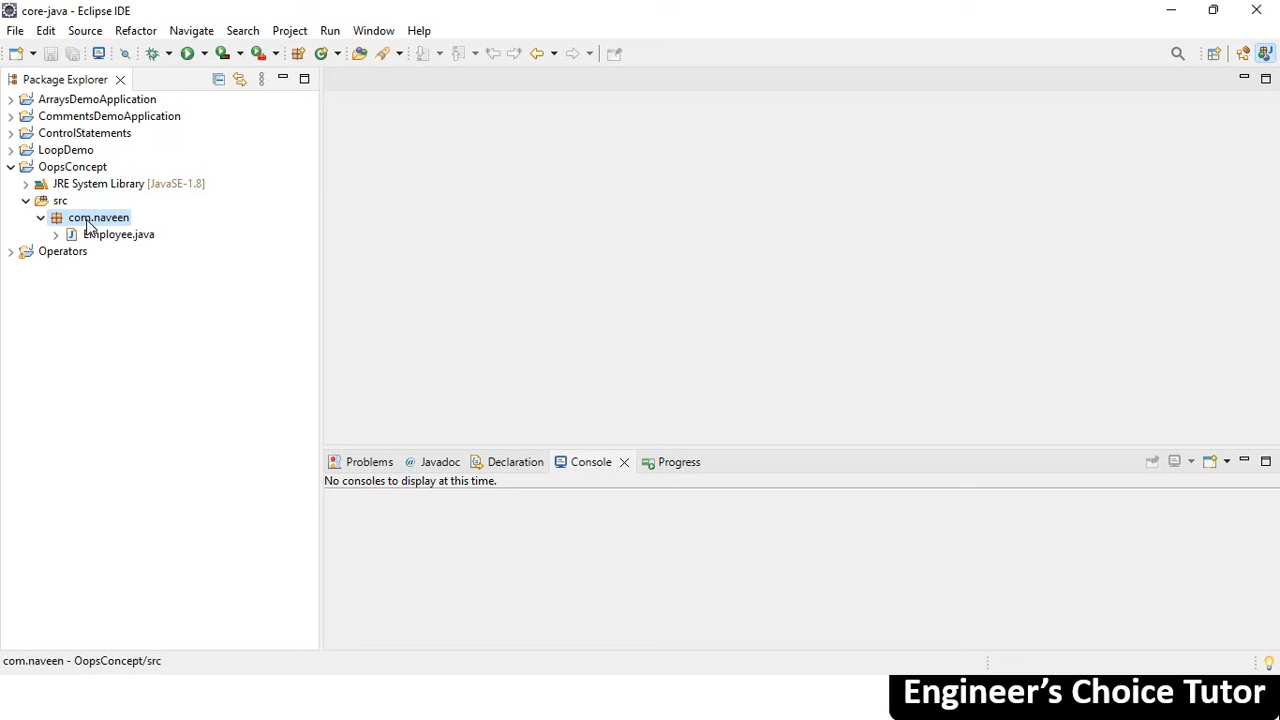 core-java - Eclipse IDE
File Edit Source Refactor Navigate Search Project Run Window Help
Package Explorer
ArraysDemoApplication
CommentsDemoApplication
ControlStatements
LoopDemo
OopsConcept
JRE System Library [JavaSE-1.8]
src
com.naveen
Employee.java
Operators
Problems Javadoc Declaration Console Progress
No consoles to display at this time.
com.naveen - OopsConcept/src
Engineer's Choice Tutor